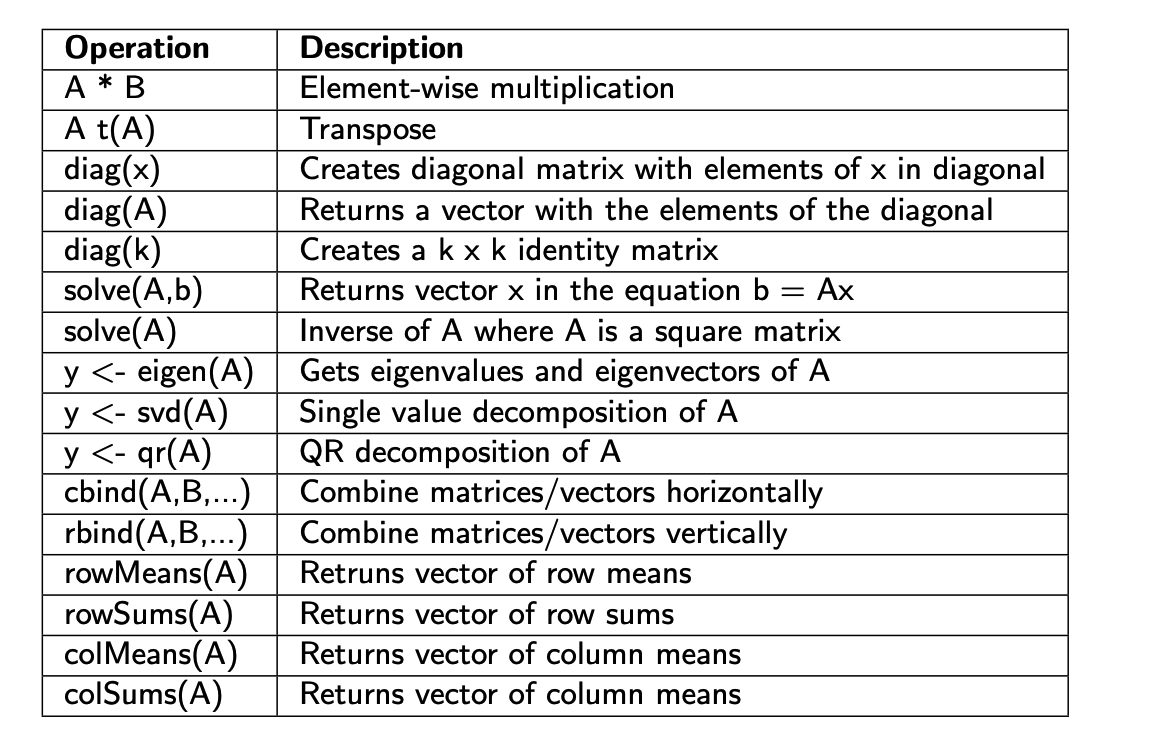 Operation Description
A * B Element-wise multiplication
A t(A) Transpose
diag(x) Creates diagonal matrix with elements of x in diagonal
diag(A) Returns a vector with the elements of the diagonal
diag(k) Creates a k x k identity matrix
solve(A,b) Returns vector x in the equation b = Ax
solve(A) Inverse of A where A is a square matrix
y <- eigen(A) Gets eigenvalues and eigenvectors of A
y <- svd(A) Single value decomposition of A
y <- qr(A) QR decomposition of A
cbind(A,B,...) Combine matrices/vectors horizontally
rbind(A,B,...) Combine matrices/vectors vertically
rowMeans(A) Retruns vector of row means
rowSums(A) Returns vector of row sums
colMeans(A) Returns vector of column means
colSums(A) Returns vector of column means